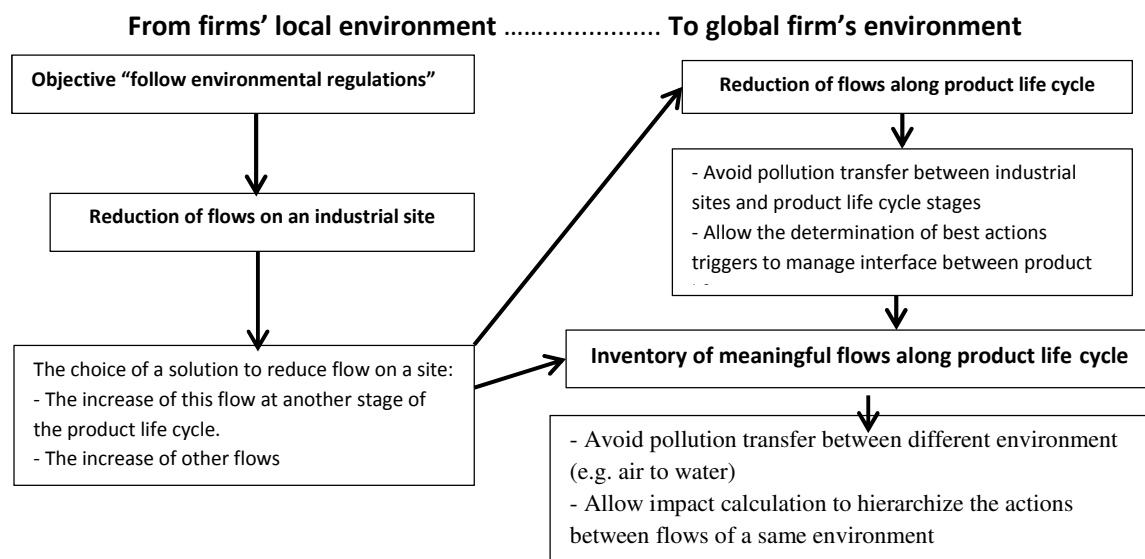 From firms’ local environment ........................ To global firm’s environment
Objective “follow environmental regulations”
Reduction of flows on an industrial site
The choice of a solution to reduce flow on a site:
- The increase of this flow at another stage of
the product life cycle.
- The increase of other flows
Reduction of flows along product life cycle
- Avoid pollution transfer between industrial
sites and product life cycle stages
- Allow the determination of best actions
triggers to manage interface between product
Inventory of meaningful flows along product life cycle
- Avoid pollution transfer between different environment
(e.g. air to water)
- Allow impact calculation to hierarchize the actions
between flows of a same environment